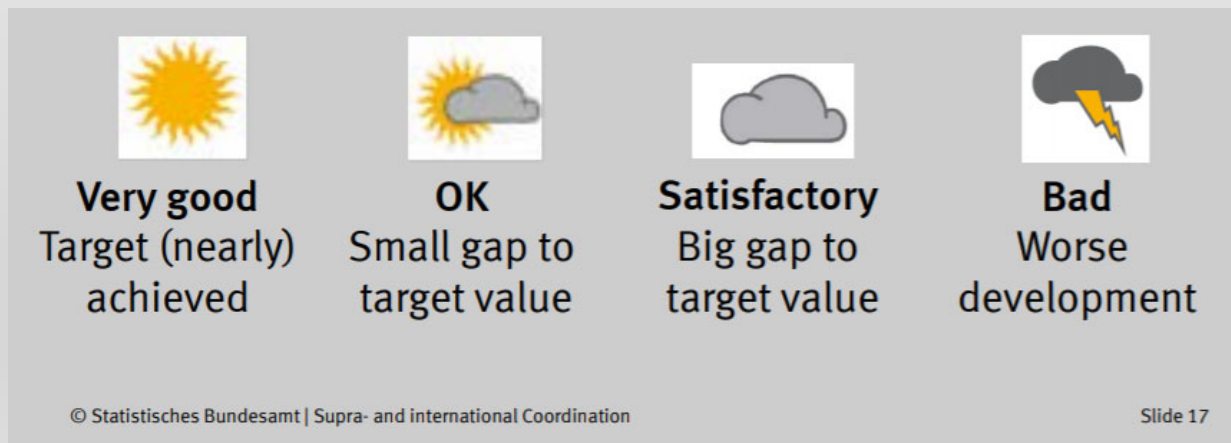 Very good
Target (nearly)
achieved
OK
Small gap to
target value
Satisfactory
Big gap to
target value
Bad
Worse
development
© Statistisches Bundesamt | Supra- and international Coordination
Slide 17